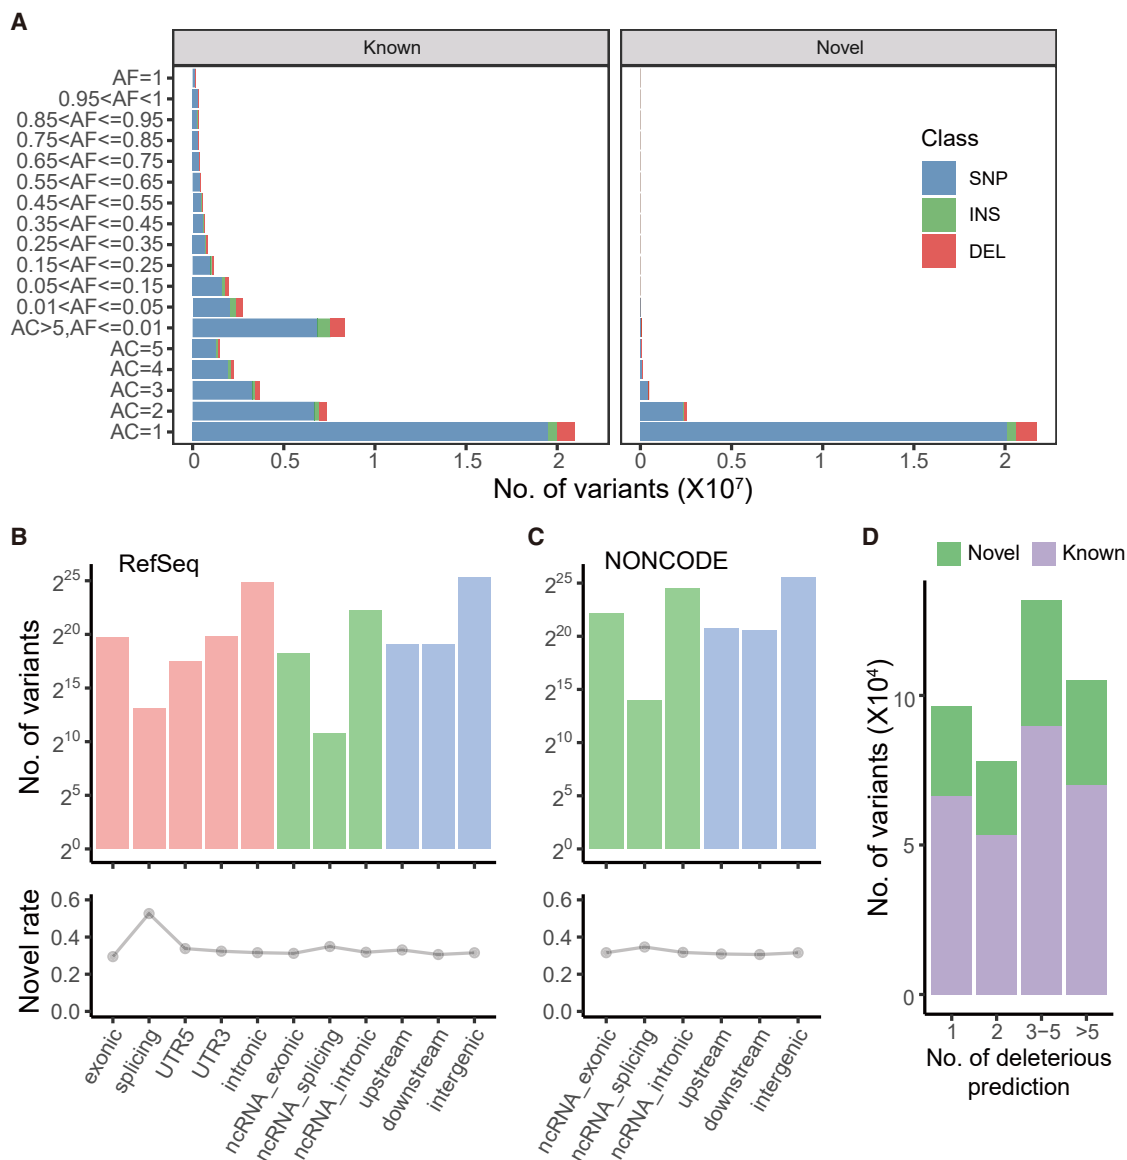 A
Known
Novel
AF=1
0.95<AF<1
0.85<AF<=0.95
0.75<AF<=0.85
0.65<AF<=0.75
0.55<AF<=0.65
0.45<AF<=0.55
0.35<AF<=0.45
0.25<AF<=0.35
0.15<AF<=0.25
0.05<AF<=0.15
0.01<AF<=0.05
AC>5,AF<=0.01
AC=5
AC=4
AC=3
AC=2
AC=1
Class
SNP
INS
DEL
0 0.5 1 1.5 2
0 0.5 1 1.5 2
No. of variants (X10⁷)
B
RefSeq
No. of variants
2²⁵
2²⁰
2¹⁵
2¹⁰
2⁵
2⁰
Novel rate
0.6
0.4
0.2
0.0
exonic
splicing
UTR5
UTR3
intronic
ncRNA_exonic
ncRNA_splicing
ncRNA_intronic
upstream
downstream
intergenic
C
NONCODE
2²⁵
2²⁰
2¹⁵
2¹⁰
2⁵
2⁰
0.6
0.4
0.2
0.0
ncRNA_exonic
ncRNA_splicing
ncRNA_intronic
upstream
downstream
intergenic
D
Novel Known
No. of variants (X10⁴)
10
5
0
1 2 3−5 >5
No. of deleterious
prediction